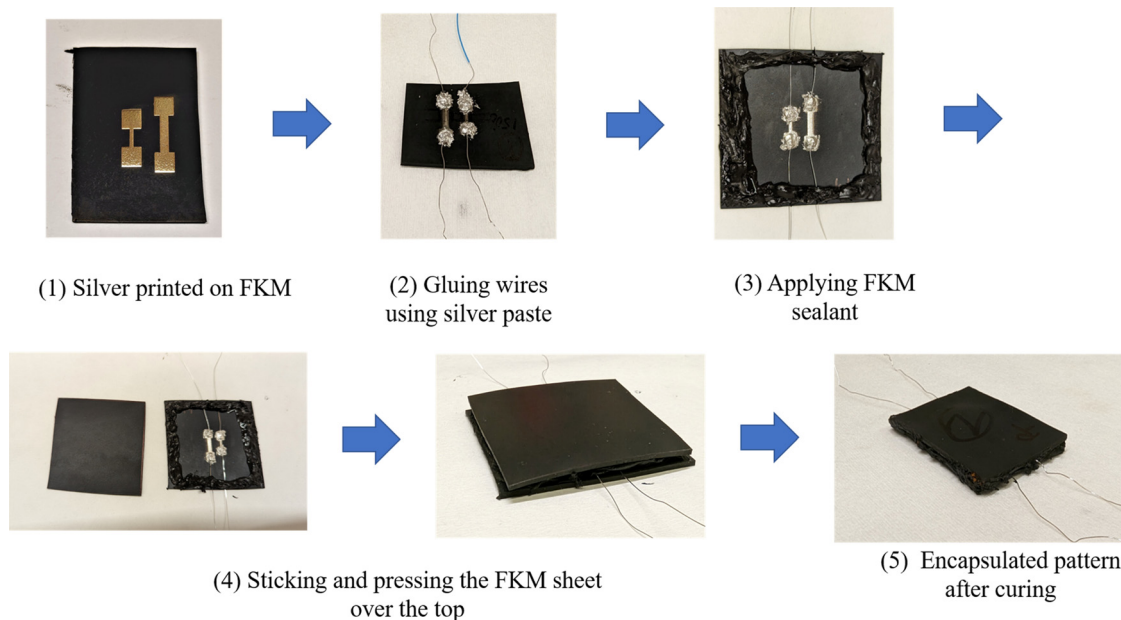 (1) Silver printed on FKM
(2) Gluing wires
using silver paste
(3) Applying FKM
sealant
(4) Sticking and pressing the FKM sheet
over the top
(5) Encapsulated pattern
after curing